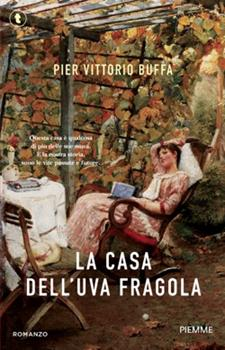 t
PIER VITTORIO BUFFA
Questa casa è qualcosa
di più delle sue mura.
È la nostra storia,
sono le vite passate e future.
LA CASA
DELL'UVA FRAGOLA
ROMANZO
PIEMME